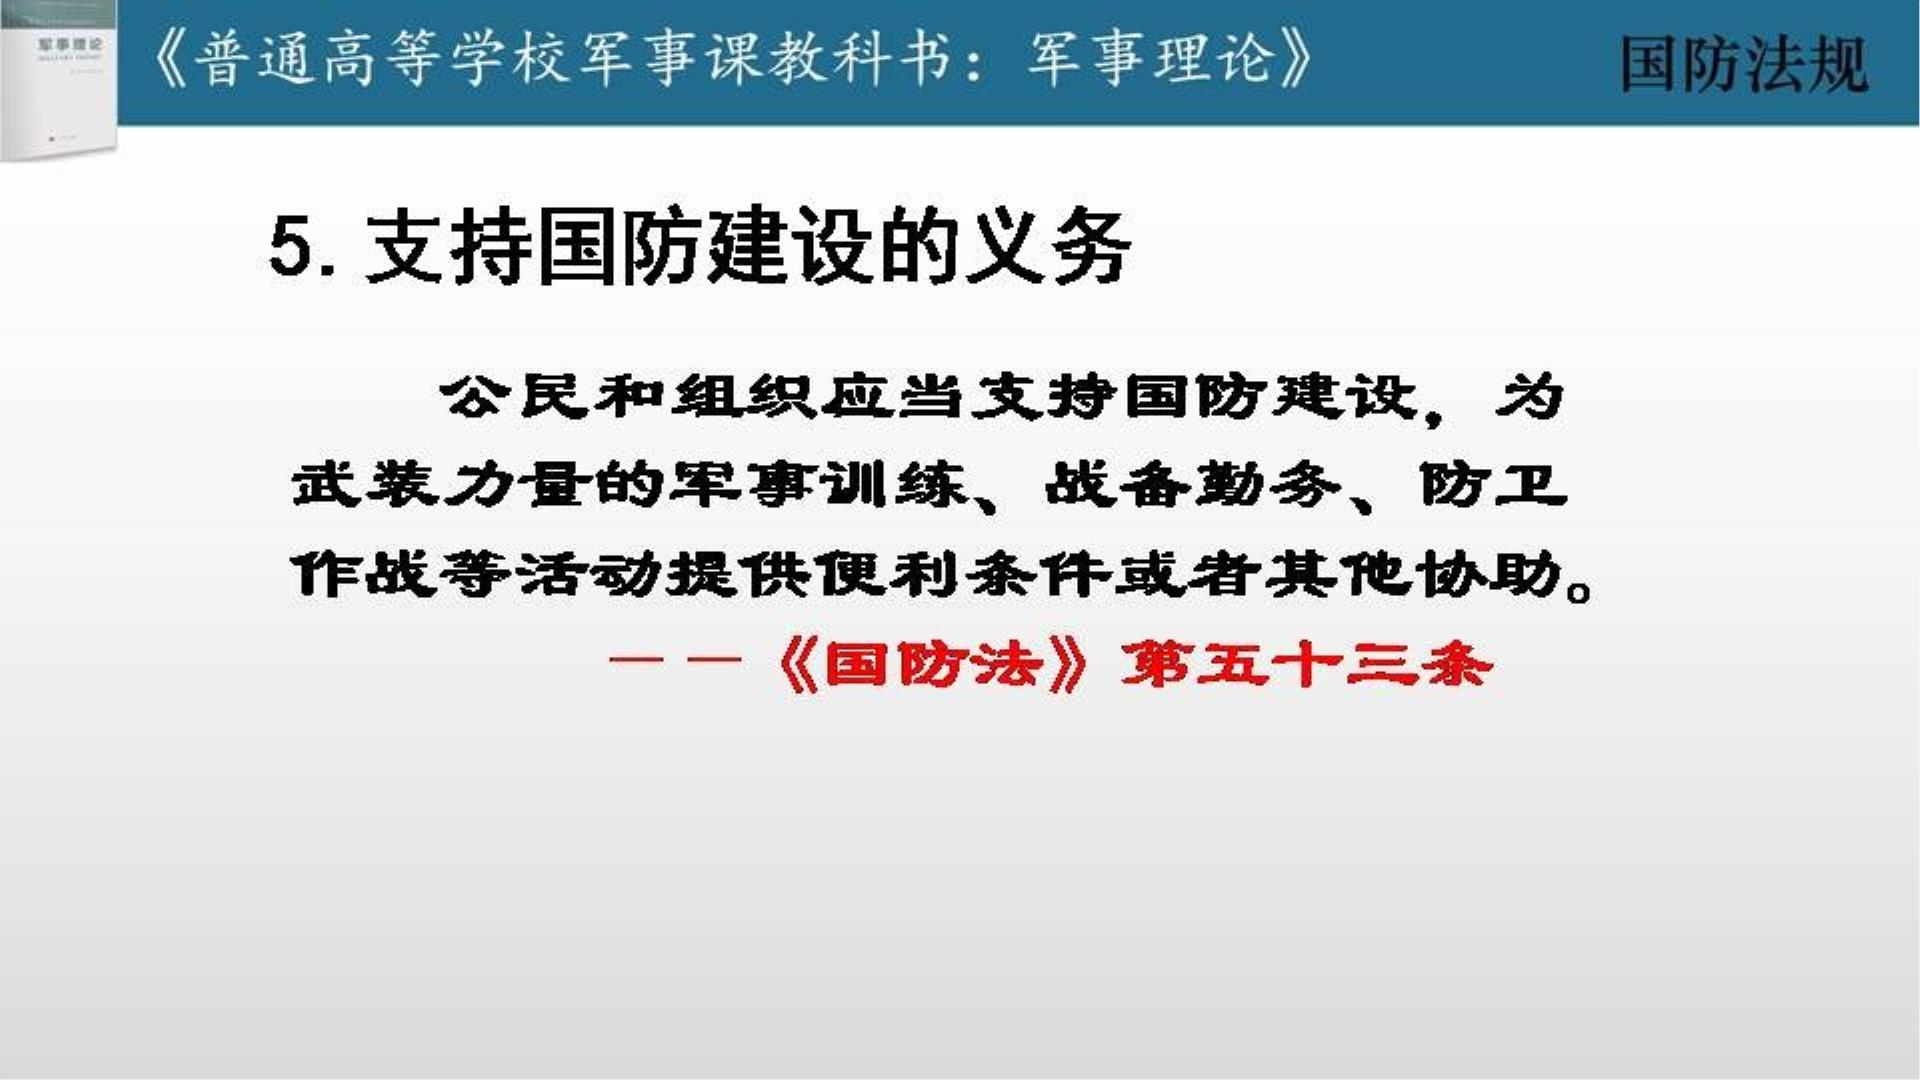 军事理论
《普通高等学校军事课教科书：军事理论》
国防法规
5.支持国防建设的义务
公民和组织应当支持国防建设，为
武装力量的军事训练、战备勤务、防卫
作战等活动提供便利条件或者其他协助。
——《国防法》第五十三条